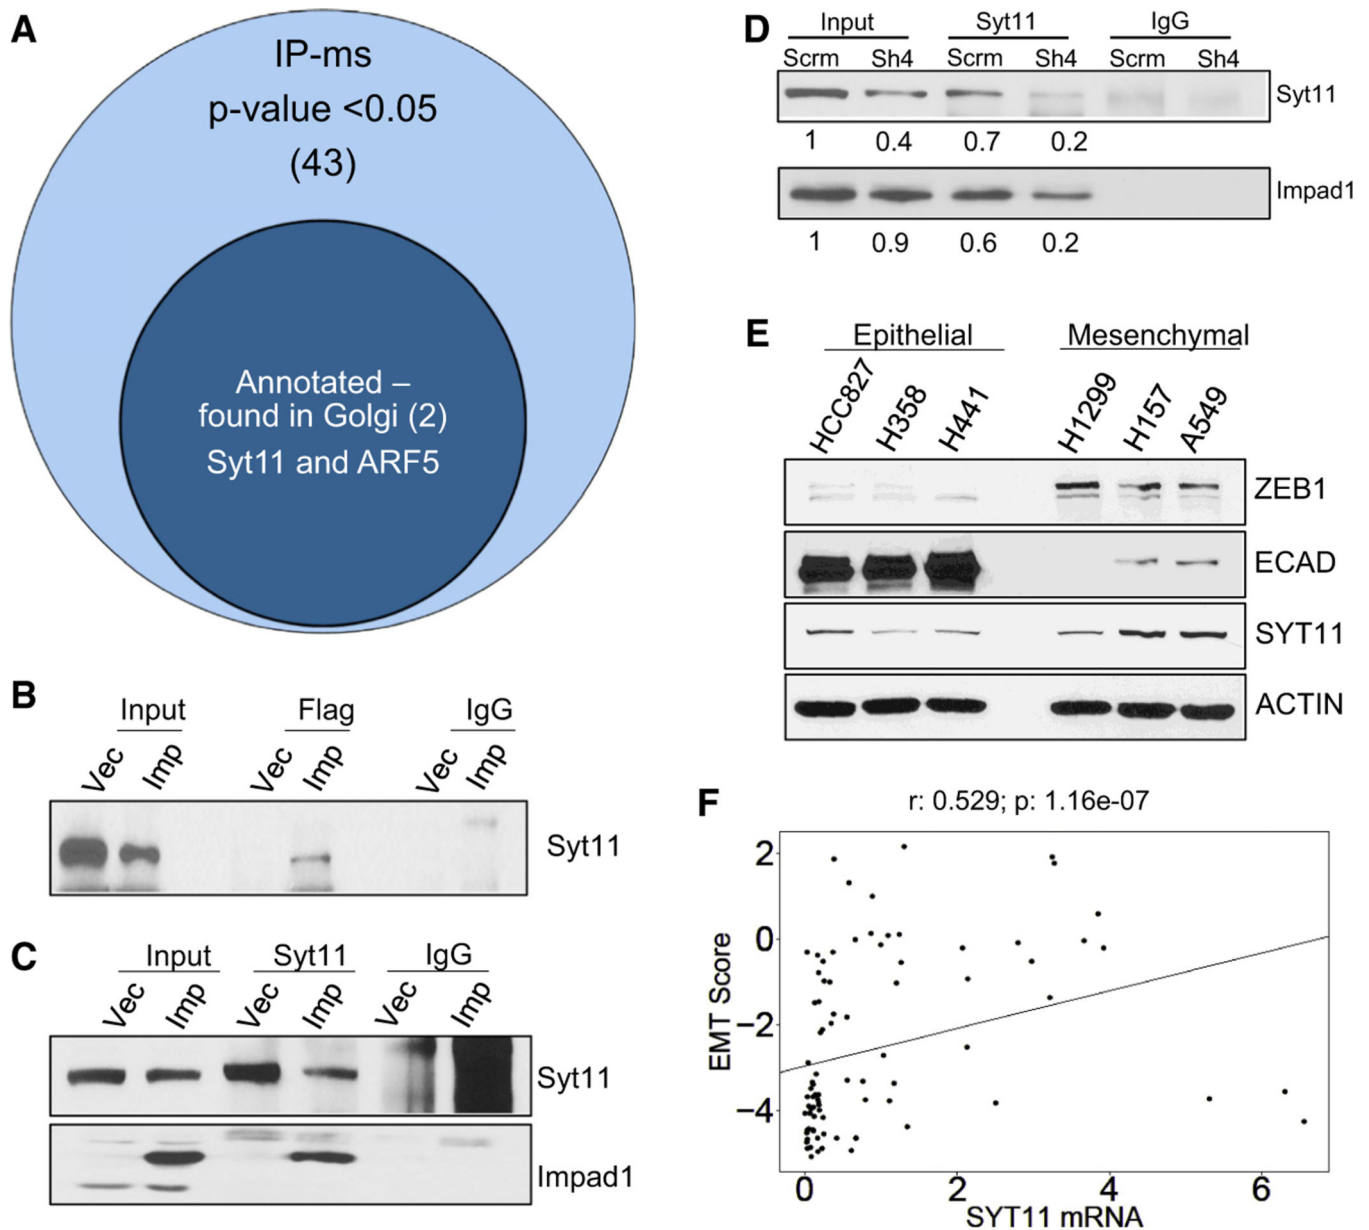 A
IP-ms
p-value <0.05
(43)
Annotated –
found in Golgi (2)
Syt11 and ARF5
B
Input Flag IgG
Vec Imp Vec Imp Vec Imp
Syt11
C
Input Syt11 IgG
Vec Imp Vec Imp Vec Imp
Syt11
Impad1
D
Input Syt11 IgG
Scrm Sh4 Scrm Sh4 Scrm Sh4
Syt11
1 0.4 0.7 0.2
Impad1
1 0.9 0.6 0.2
E
Epithelial Mesenchymal
HCC827 H358 H441 H1299 H157 A549
ZEB1
ECAD
SYT11
ACTIN
F
r: 0.529; p: 1.16e-07
EMT Score
2
0
−2
−4
0 2 4 6
SYT11 mRNA